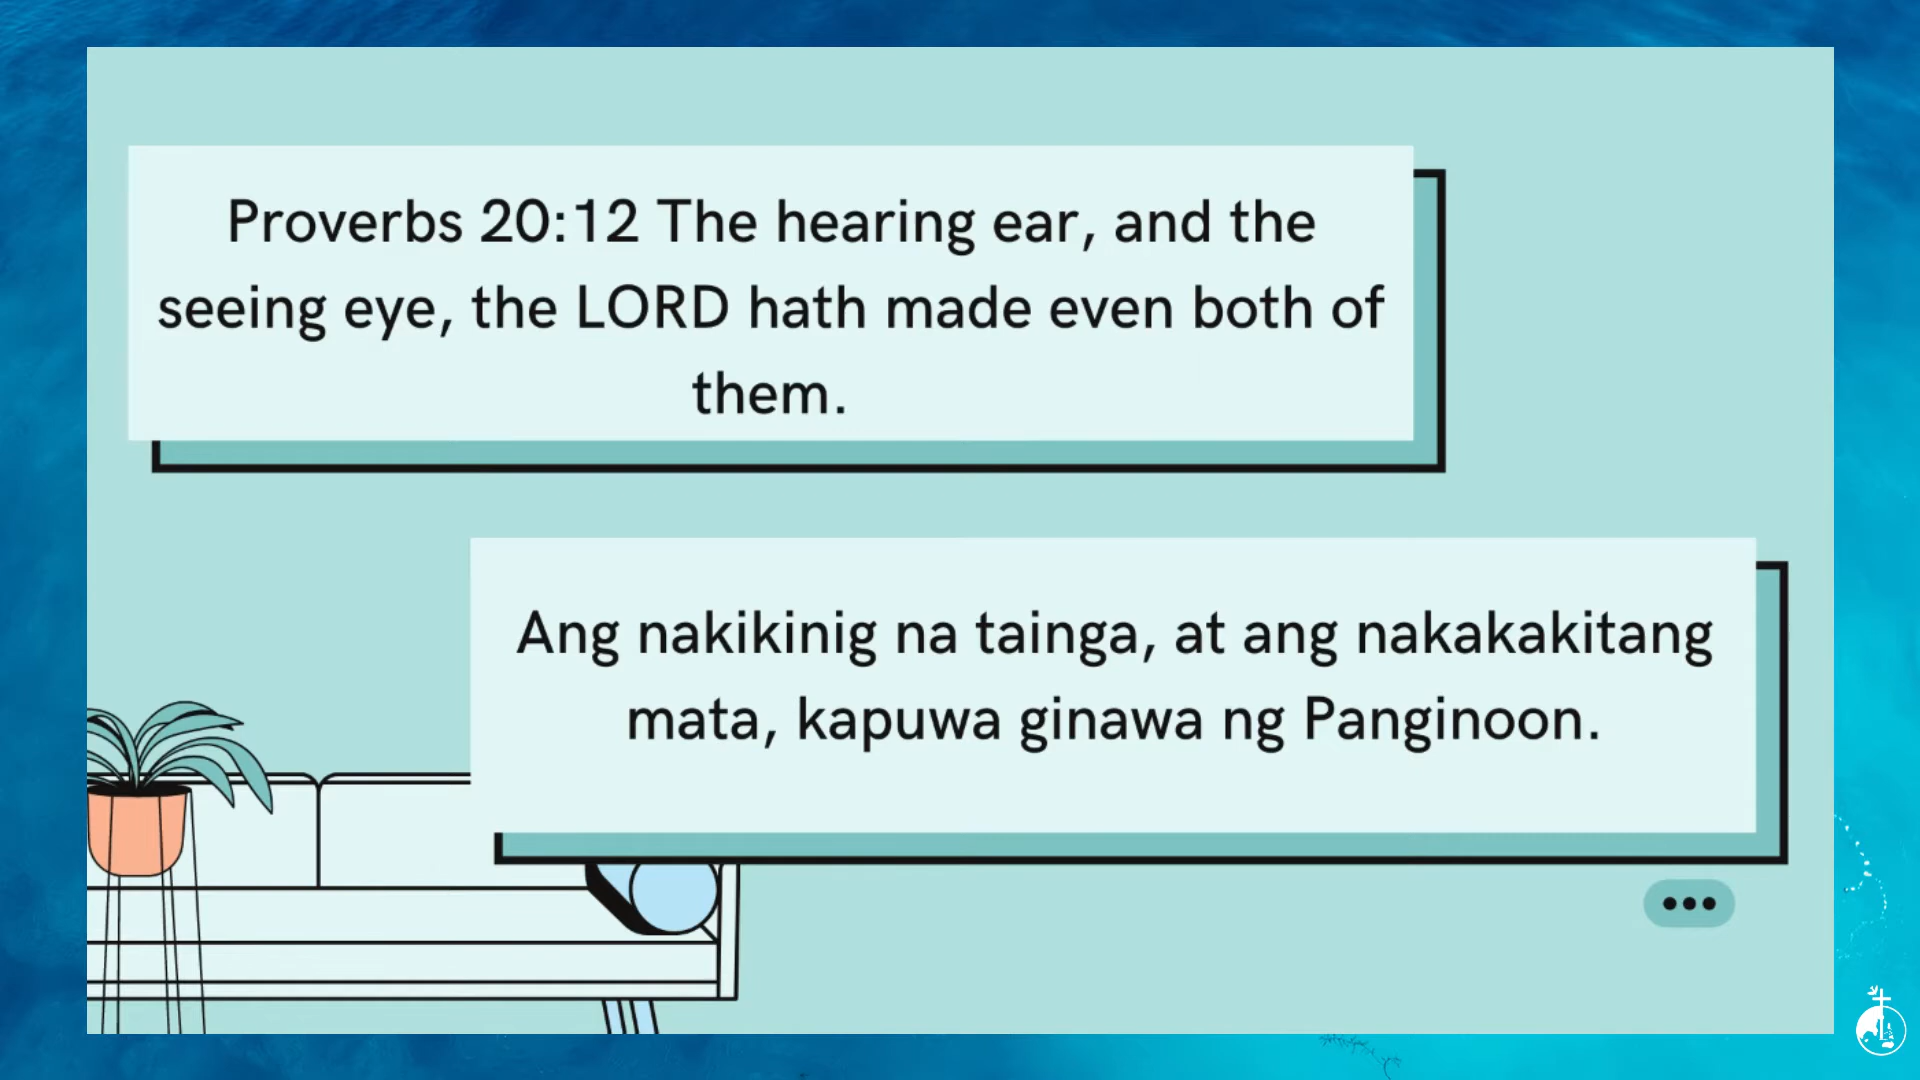 Proverbs 20:12 The hearing ear, and the
seeing eye, the LORD hath made even both of
them.
Ang nakikinig na tainga, at ang nakakakitang
mata, kapuwa ginawa ng Panginoon.